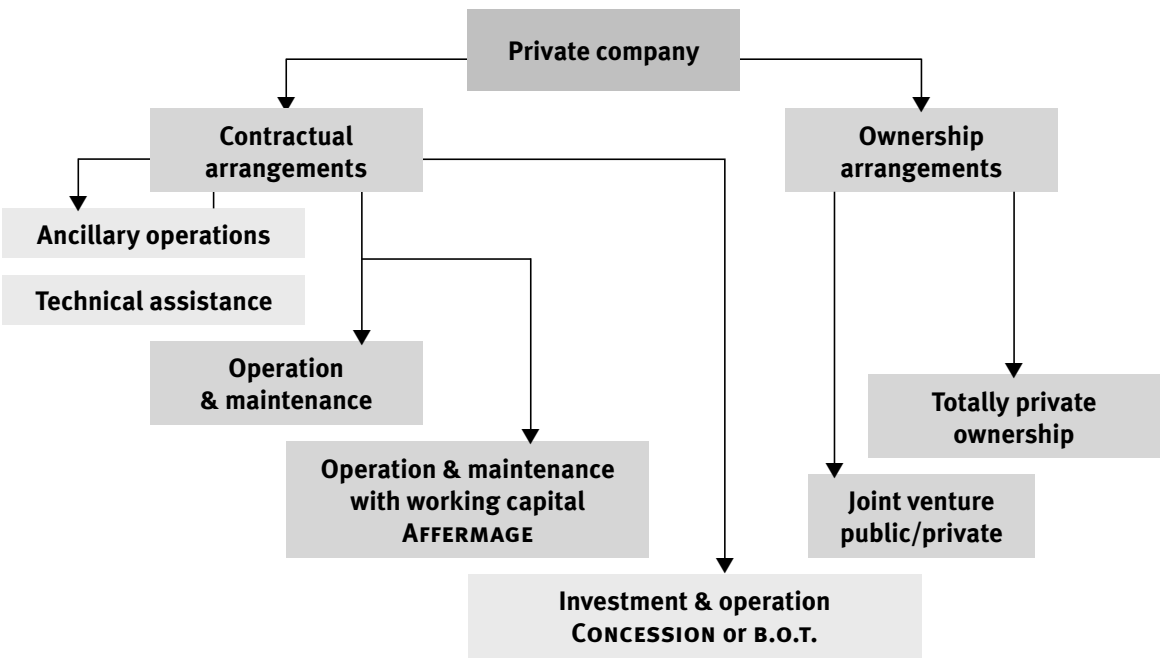 Private company
Contractual
arrangements
Ownership
arrangements
Ancillary operations
Technical assistance
Operation
& maintenance
Totally private
ownership
Operation & maintenance
with working capital
AFFERMAGE
Joint venture
public/private
Investment & operation
CONCESSION or B.O.T.